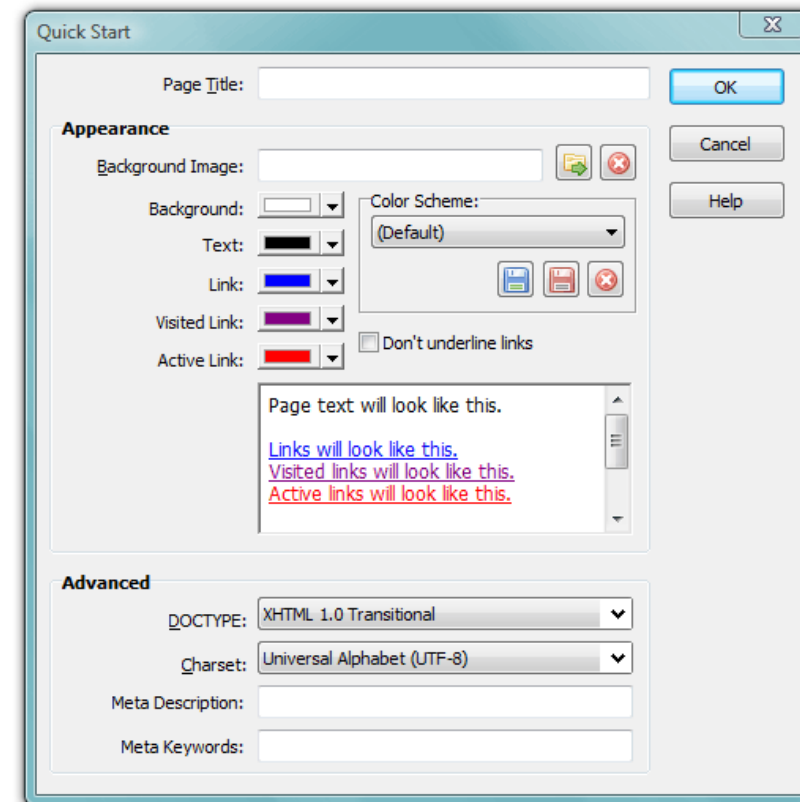 Quick Start
Page Title:
OK
Appearance
Cancel
Background Image:
Help
Background:
Color Scheme:
(Default)
Text:
Link:
Visited Link:
Don't underline links
Active Link:
Page text will look like this.
Links will look like this.
Visited links will look like this.
Active links will look like this.
Advanced
DOCTYPE: XHTML 1.0 Transitional
Charset: Universal Alphabet (UTF-8)
Meta Description:
Meta Keywords: